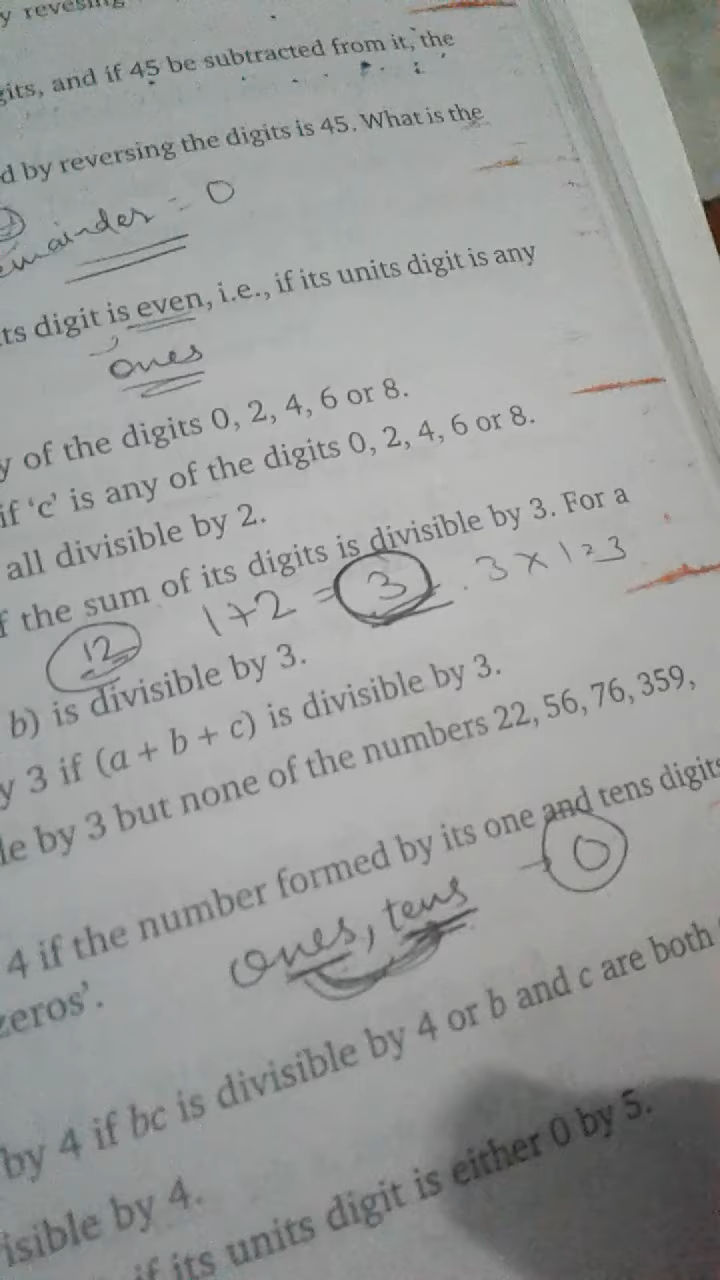 y revesing
gits, and if 45 be subtracted from it, the
d by reversing the digits is 45. What is the
emainder = 0
ts digit is even, i.e., if its units digit is any
ones
y of the digits 0, 2, 4, 6 or 8.
if 'c' is any of the digits 0, 2, 4, 6 or 8.
all divisible by 2.
f the sum of its digits is divisible by 3. For a
12 1+2 = 3 . 3 × 1 = 3
b) is divisible by 3.
y 3 if (a + b + c) is divisible by 3.
le by 3 but none of the numbers 22, 56, 76, 359,
4 if the number formed by its one and tens digits
ones, tens → 0
zeros'.
by 4 if bc is divisible by 4 or b and c are both
isible by 4.
if its units digit is either 0 by 5.